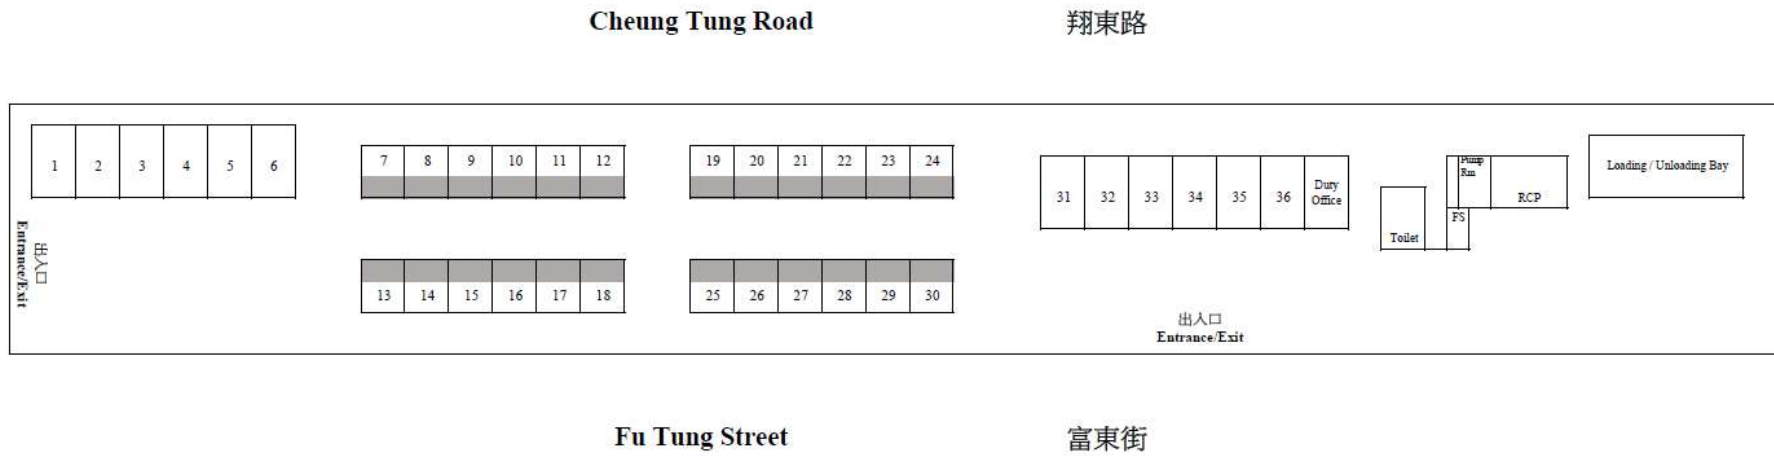 Cheung Tung Road 翔東路
1 2 3 4 5 6
7 8 9 10 11 12
19 20 21 22 23 24
31 32 33 34 35 36 Duty
Office
Pump
Rm
RCP
FS
Toilet
Loading / Unloading Bay
出入口
Entrance/Exit
13 14 15 16 17 18
25 26 27 28 29 30
出入口
Entrance/Exit
Fu Tung Street 富東街